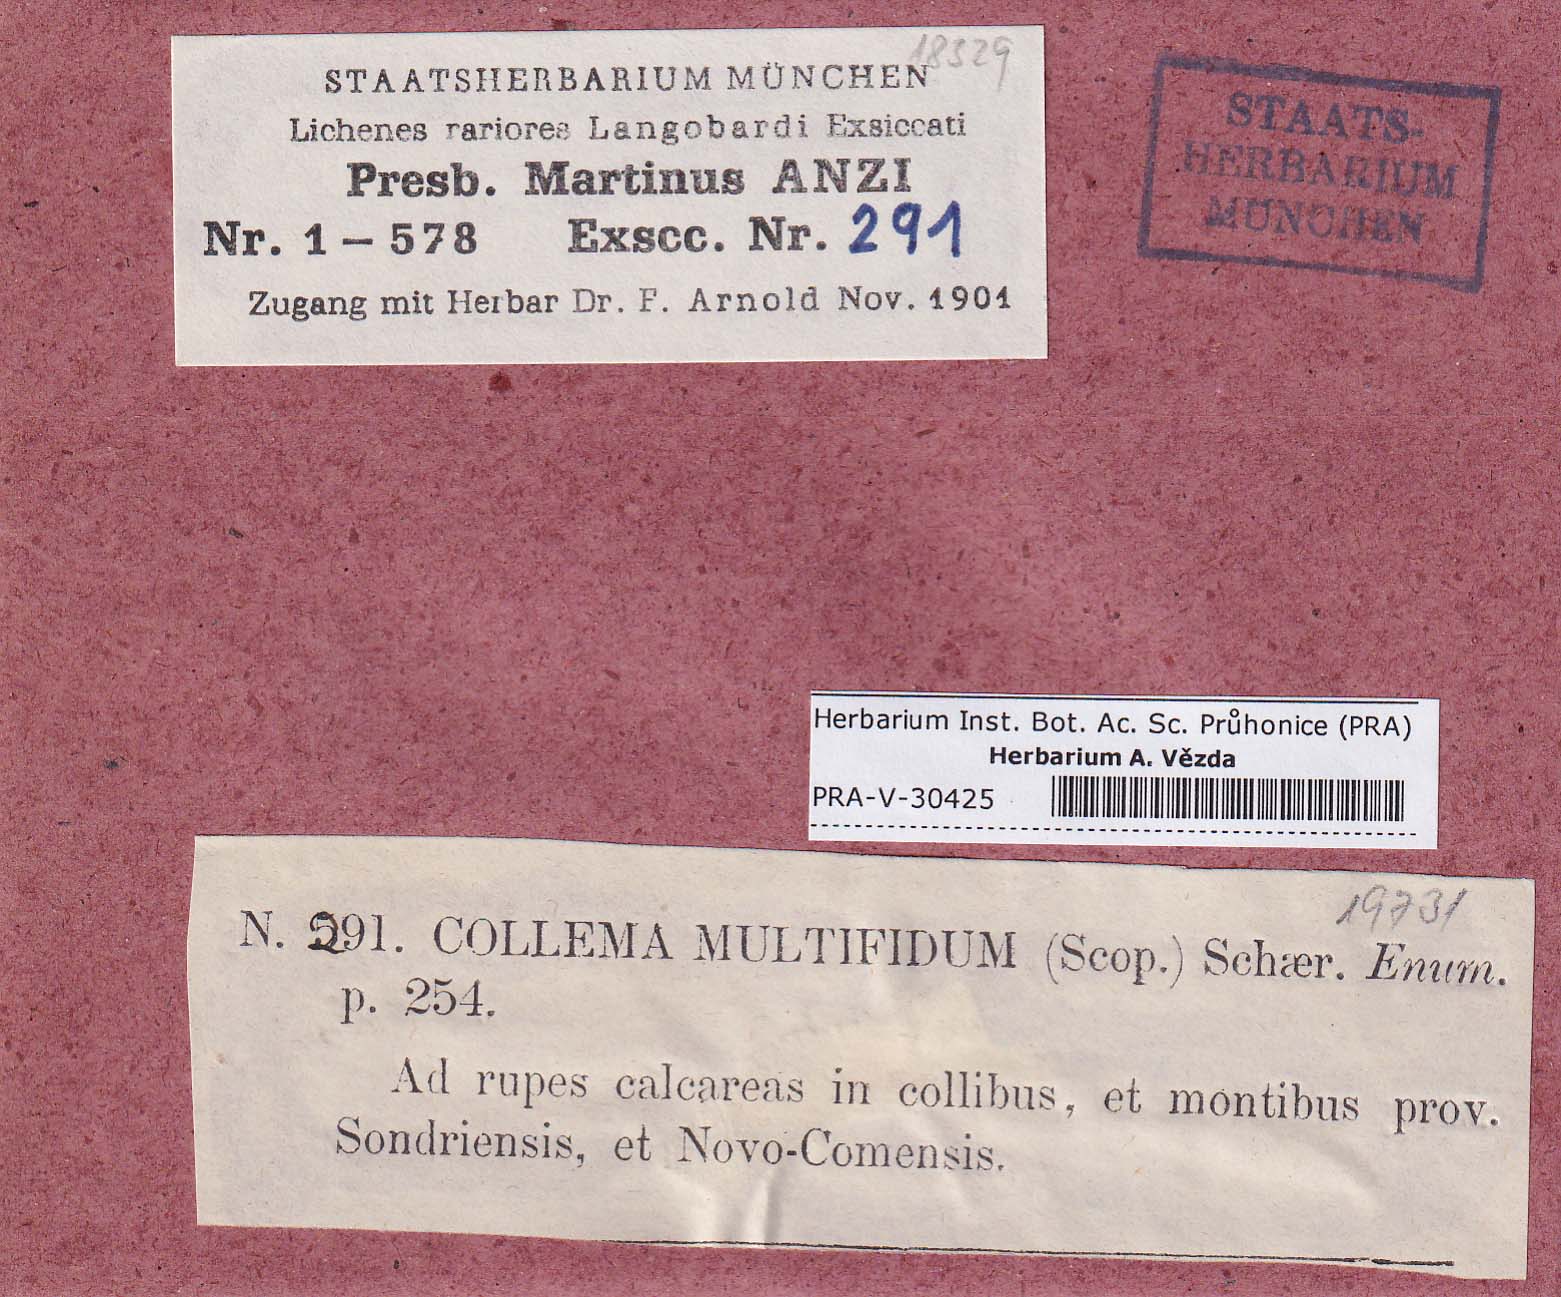 18329
STAATSHERBARIUM MÜNCHEN
Lichenes rariores Langobardi Exsiccati
Presb. Martinus ANZI
Nr. 1 – 578 Exscc. Nr. 291
Zugang mit Herbar Dr. F. Arnold Nov. 1901
STAATS-
HERBARIUM
MÜNCHEN
Herbarium Inst. Bot. Ac. Sc. Průhonice (PRA)
Herbarium A. Vězda
PRA-V-30425
19731
N. 291. COLLEMA MULTIFIDUM (Scop.) Schær. Enum.
p. 254.
Ad rupes calcareas in collibus, et montibus prov.
Sondriensis, et Novo-Comensis.